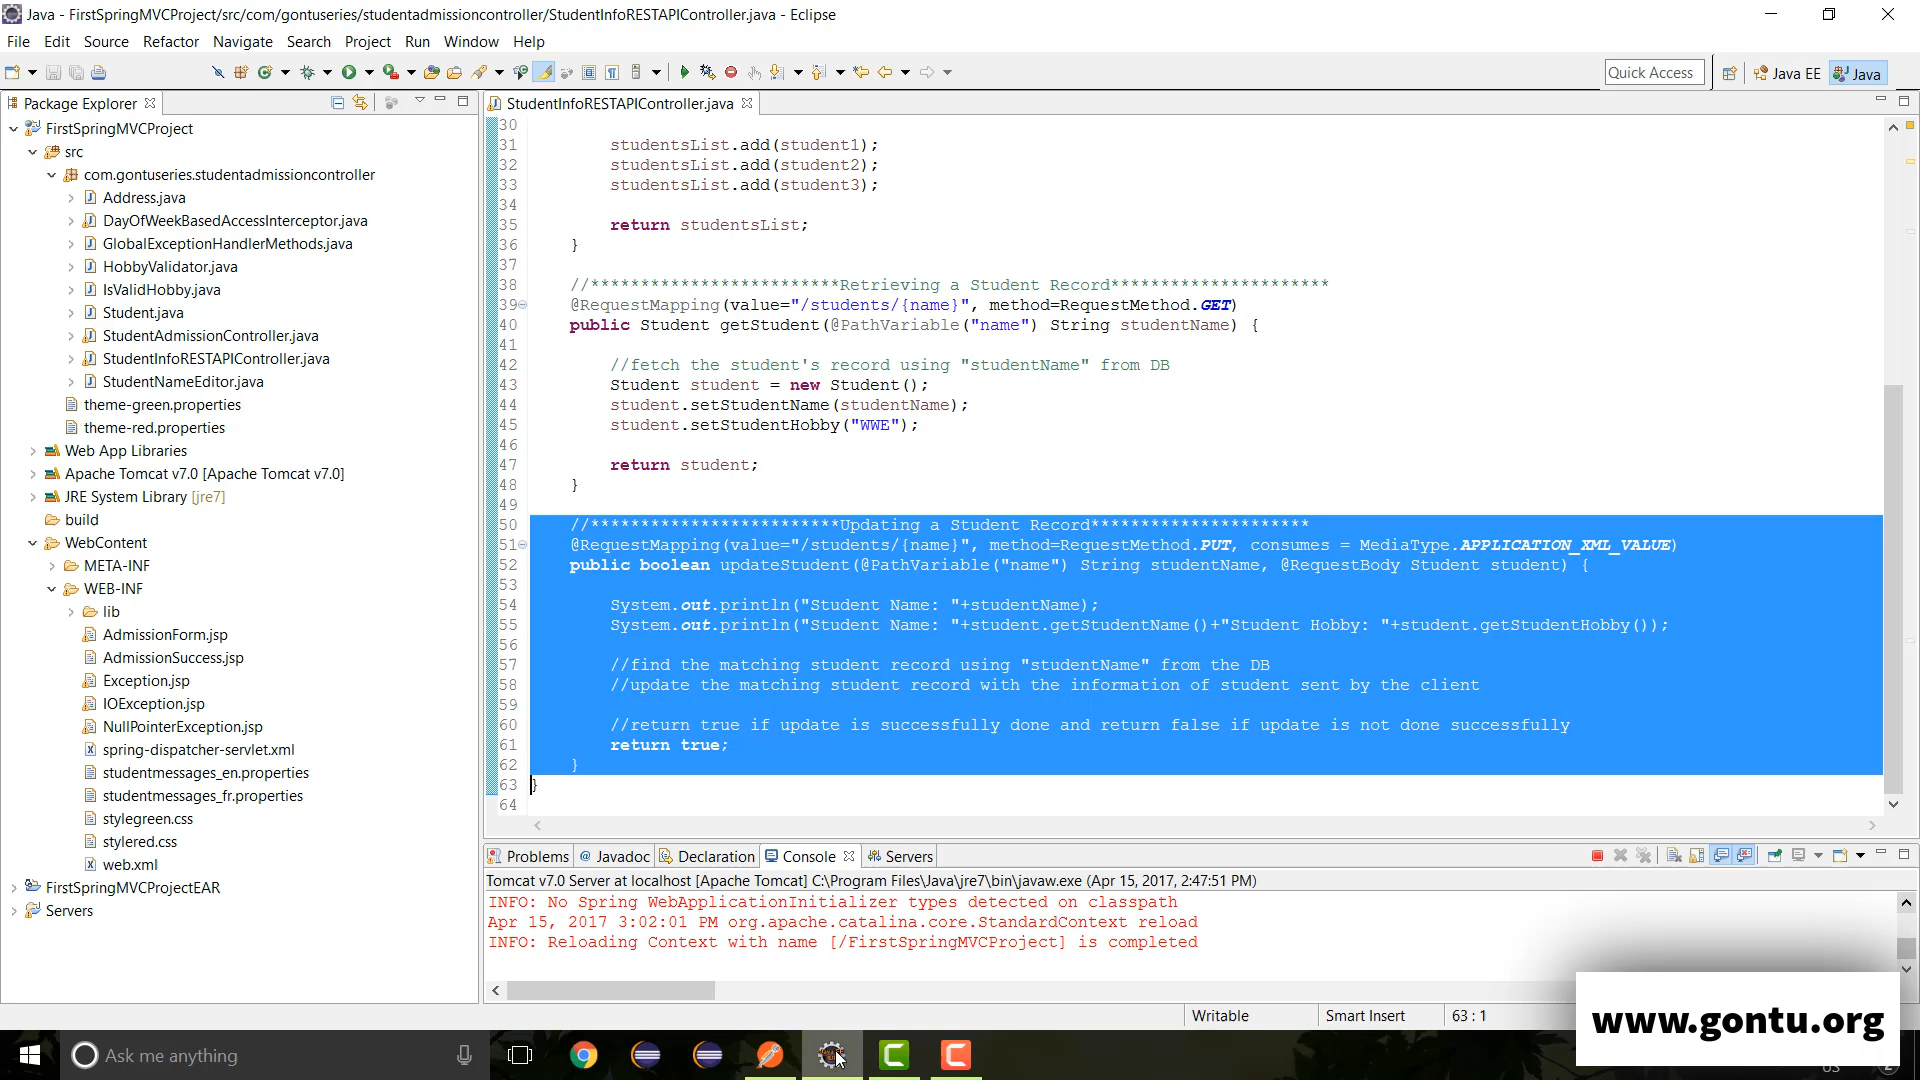 Java - FirstSpringMVCProject/src/com/gontuseries/studentadmissioncontroller/StudentInfoRESTAPIController.java - Eclipse
File Edit Source Refactor Navigate Search Project Run Window Help
Quick Access Java EE Java
Package Explorer
FirstSpringMVCProject
src
com.gontuseries.studentadmissioncontroller
Address.java
DayOfWeekBasedAccessInterceptor.java
GlobalExceptionHandlerMethods.java
HobbyValidator.java
IsValidHobby.java
Student.java
StudentAdmissionController.java
StudentInfoRESTAPIController.java
StudentNameEditor.java
theme-green.properties
theme-red.properties
Web App Libraries
Apache Tomcat v7.0 [Apache Tomcat v7.0]
JRE System Library [jre7]
build
WebContent
META-INF
WEB-INF
lib
AdmissionForm.jsp
AdmissionSuccess.jsp
Exception.jsp
IOException.jsp
NullPointerException.jsp
spring-dispatcher-servlet.xml
studentmessages_en.properties
studentmessages_fr.properties
stylegreen.css
stylered.css
web.xml
FirstSpringMVCProjectEAR
Servers
StudentInfoRESTAPIController.java
30
31 studentsList.add(student1);
32 studentsList.add(student2);
33 studentsList.add(student3);
34
35 return studentsList;
36 }
37
38 //*************************Retrieving a Student Record**********************
39 @RequestMapping(value="/students/{name}", method=RequestMethod.GET)
40 public Student getStudent(@PathVariable("name") String studentName) {
41
42 //fetch the student's record using "studentName" from DB
43 Student student = new Student();
44 student.setStudentName(studentName);
45 student.setStudentHobby("WWE");
46
47 return student;
48 }
49
50 //*************************Updating a Student Record**********************
51 @RequestMapping(value="/students/{name}", method=RequestMethod.PUT, consumes = MediaType.APPLICATION_XML_VALUE)
52 public boolean updateStudent(@PathVariable("name") String studentName, @RequestBody Student student) {
53
54 System.out.println("Student Name: "+studentName);
55 System.out.println("Student Name: "+student.getStudentName()+"Student Hobby: "+student.getStudentHobby());
56
57 //find the matching student record using "studentName" from the DB
58 //update the matching student record with the information of student sent by the client
59
60 //return true if update is successfully done and return false if update is not done successfully
61 return true;
62 }
63 }
64
Problems @ Javadoc Declaration Console Servers
Tomcat v7.0 Server at localhost [Apache Tomcat] C:\Program Files\Java\jre7\bin\javaw.exe (Apr 15, 2017, 2:47:51 PM)
INFO: No Spring WebApplicationInitializer types detected on classpath
Apr 15, 2017 3:02:01 PM org.apache.catalina.core.StandardContext reload
INFO: Reloading Context with name [/FirstSpringMVCProject] is completed
Writable Smart Insert 63 : 1
www.gontu.org
Ask me anything